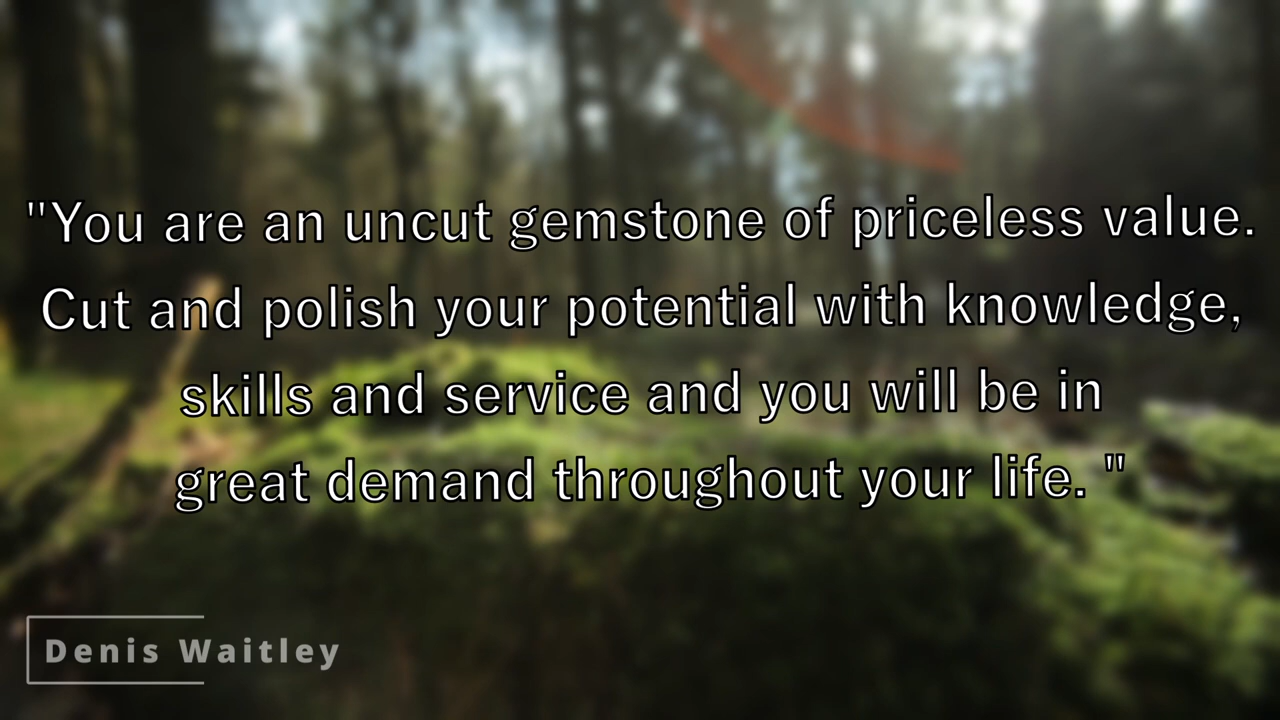 "You are an uncut gemstone of priceless value.
Cut and polish your potential with knowledge,
skills and service and you will be in
great demand throughout your life. "
Denis Waitley